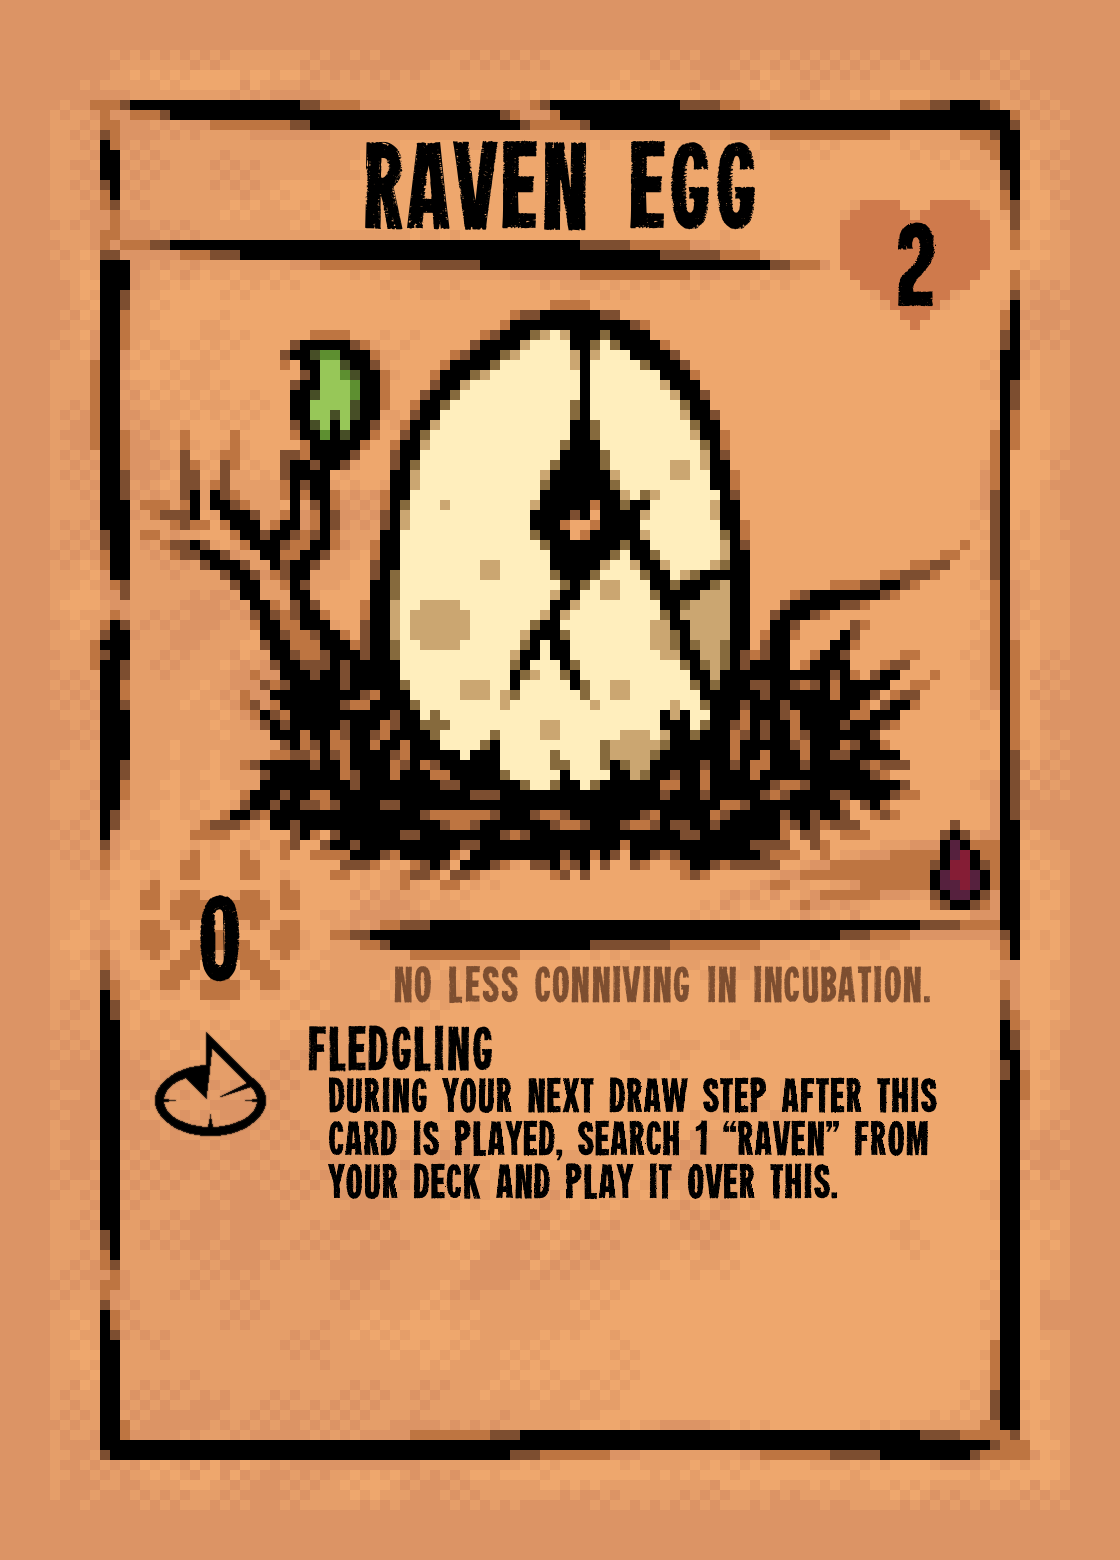 RAVEN EGG
2
0
NO LESS CONNIVING IN INCUBATION.
FLEDGLING
DURING YOUR NEXT DRAW STEP AFTER THIS
CARD IS PLAYED, SEARCH 1 “RAVEN” FROM
YOUR DECK AND PLAY IT OVER THIS.